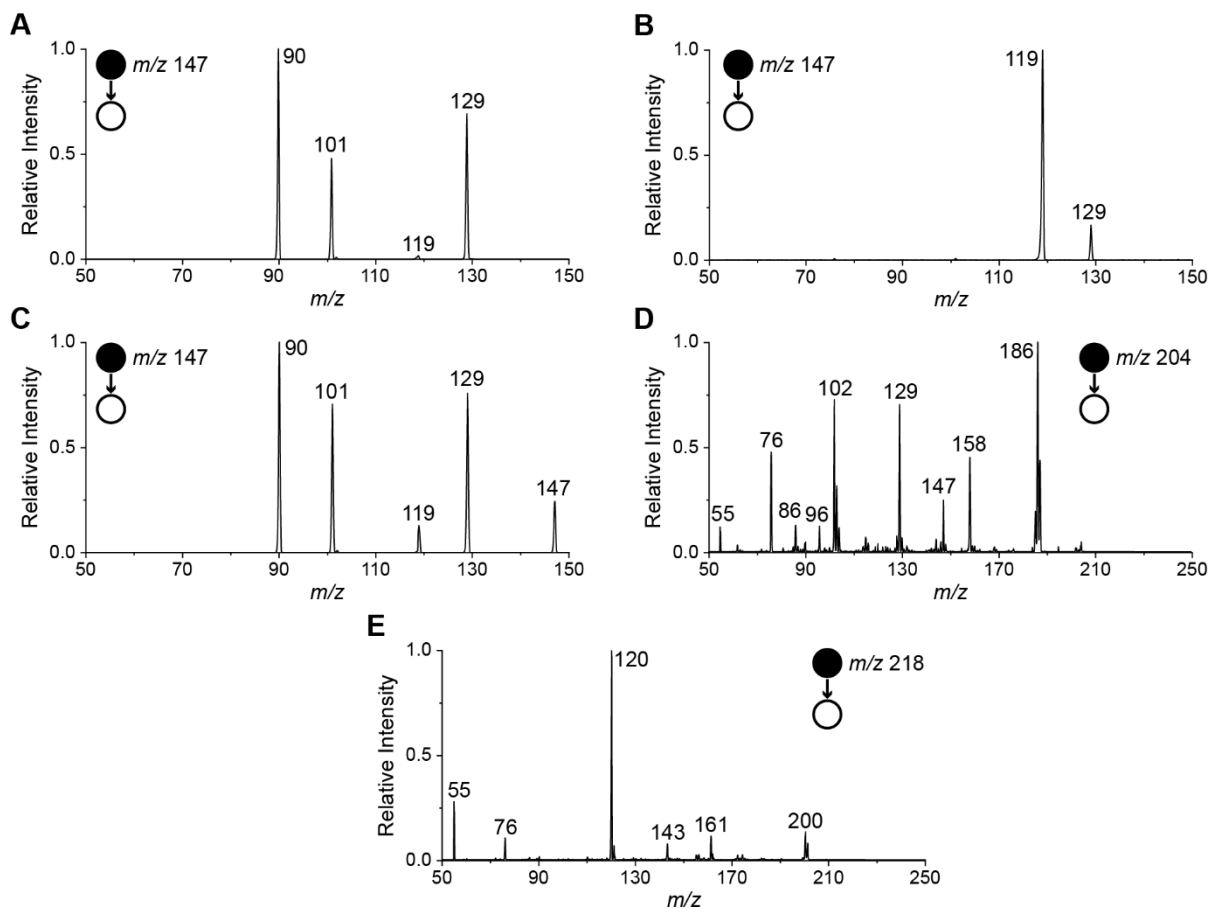 A
m/z 147
90
101
119
129
Relative Intensity
1.0
0.5
0.0
50 70 90 110 130 150
m/z
B
m/z 147
119
129
Relative Intensity
1.0
0.5
0.0
50 70 90 110 130 150
m/z
C
m/z 147
90
101
119
129
147
Relative Intensity
1.0
0.5
0.0
50 70 90 110 130 150
m/z
D
m/z 204
55
76
86
96
102
129
147
158
186
Relative Intensity
1.0
0.5
0.0
50 90 130 170 210 250
m/z
E
m/z 218
55
76
120
143
161
200
Relative Intensity
1.0
0.5
0.0
50 90 130 170 210 250
m/z